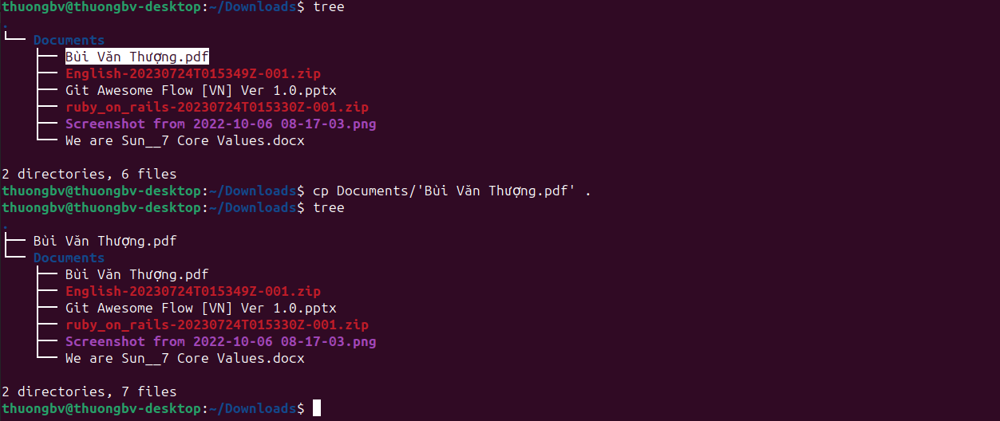 thuongbv@thuongbv-desktop:~/Downloads$ tree
.
└── Documents
    ├── Bùi Văn Thượng.pdf
    ├── English-20230724T015349Z-001.zip
    ├── Git Awesome Flow [VN] Ver 1.0.pptx
    ├── ruby_on_rails-20230724T015330Z-001.zip
    ├── Screenshot from 2022-10-06 08-17-03.png
    └── We are Sun__7 Core Values.docx
2 directories, 6 files
thuongbv@thuongbv-desktop:~/Downloads$ cp Documents/'Bùi Văn Thượng.pdf' .
thuongbv@thuongbv-desktop:~/Downloads$ tree
.
├── Bùi Văn Thượng.pdf
└── Documents
    ├── Bùi Văn Thượng.pdf
    ├── English-20230724T015349Z-001.zip
    ├── Git Awesome Flow [VN] Ver 1.0.pptx
    ├── ruby_on_rails-20230724T015330Z-001.zip
    ├── Screenshot from 2022-10-06 08-17-03.png
    └── We are Sun__7 Core Values.docx
2 directories, 7 files
thuongbv@thuongbv-desktop:~/Downloads$